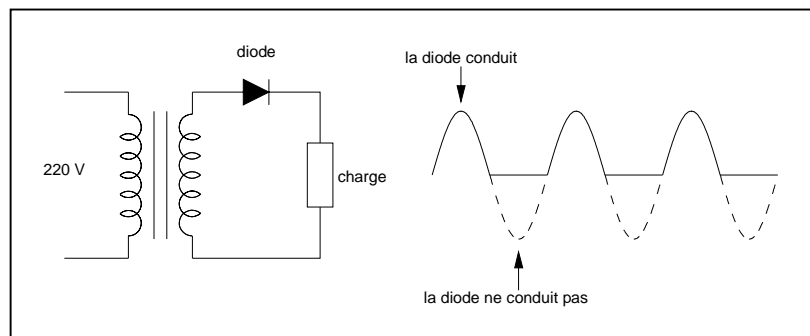 diode
la diode conduit
220 V
charge
la diode ne conduit pas